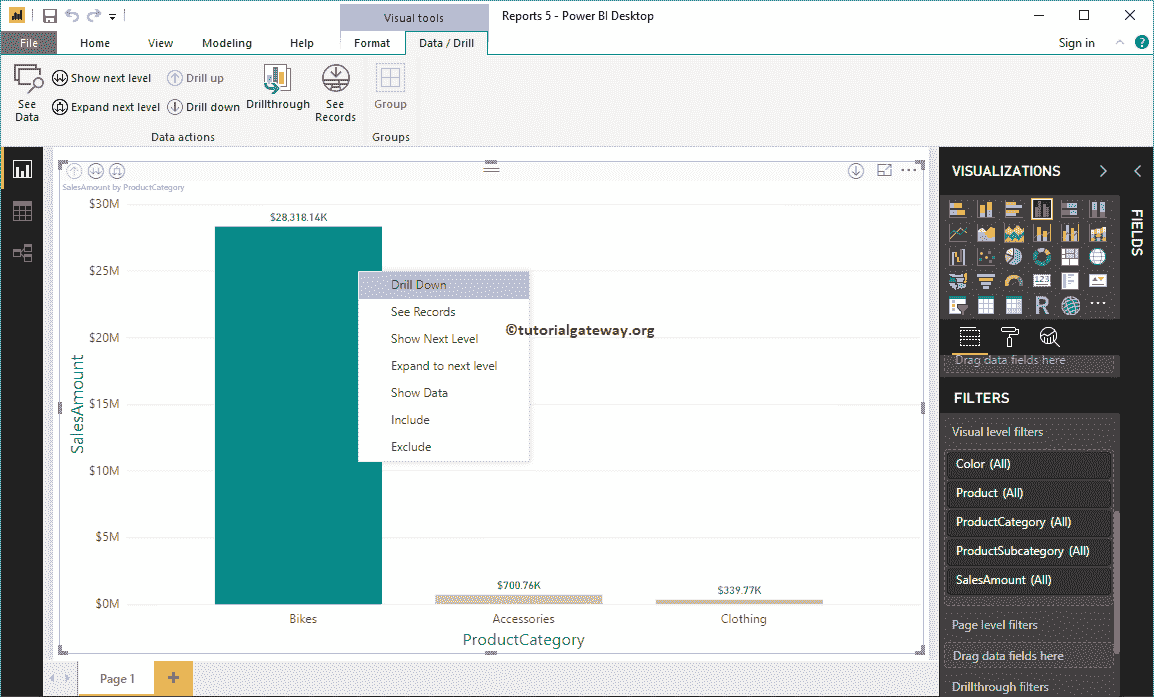 Visual tools
Reports 5 - Power BI Desktop
File
Home
View
Modeling
Help
Format
Data / Drill
Sign in
?
See Data
Show next level
Expand next level
Drill up
Drill down
Drillthrough
See Records
Group
Data actions
Groups
SalesAmount by ProductCategory
$30M
$25M
$20M
$15M
$10M
$5M
$0M
SalesAmount
$28,318.14K
$700.76K
$339.77K
Bikes
Accessories
Clothing
ProductCategory
Drill Down
See Records
Show Next Level
Expand to next level
Show Data
Include
Exclude
©tutorialgateway.org
VISUALIZATIONS
FIELDS
123
R
Drag data fields here
FILTERS
Visual level filters
Color (All)
Product (All)
ProductCategory (All)
ProductSubcategory (All)
SalesAmount (All)
Page level filters
Drag data fields here
Drillthrough filters
Page 1
+